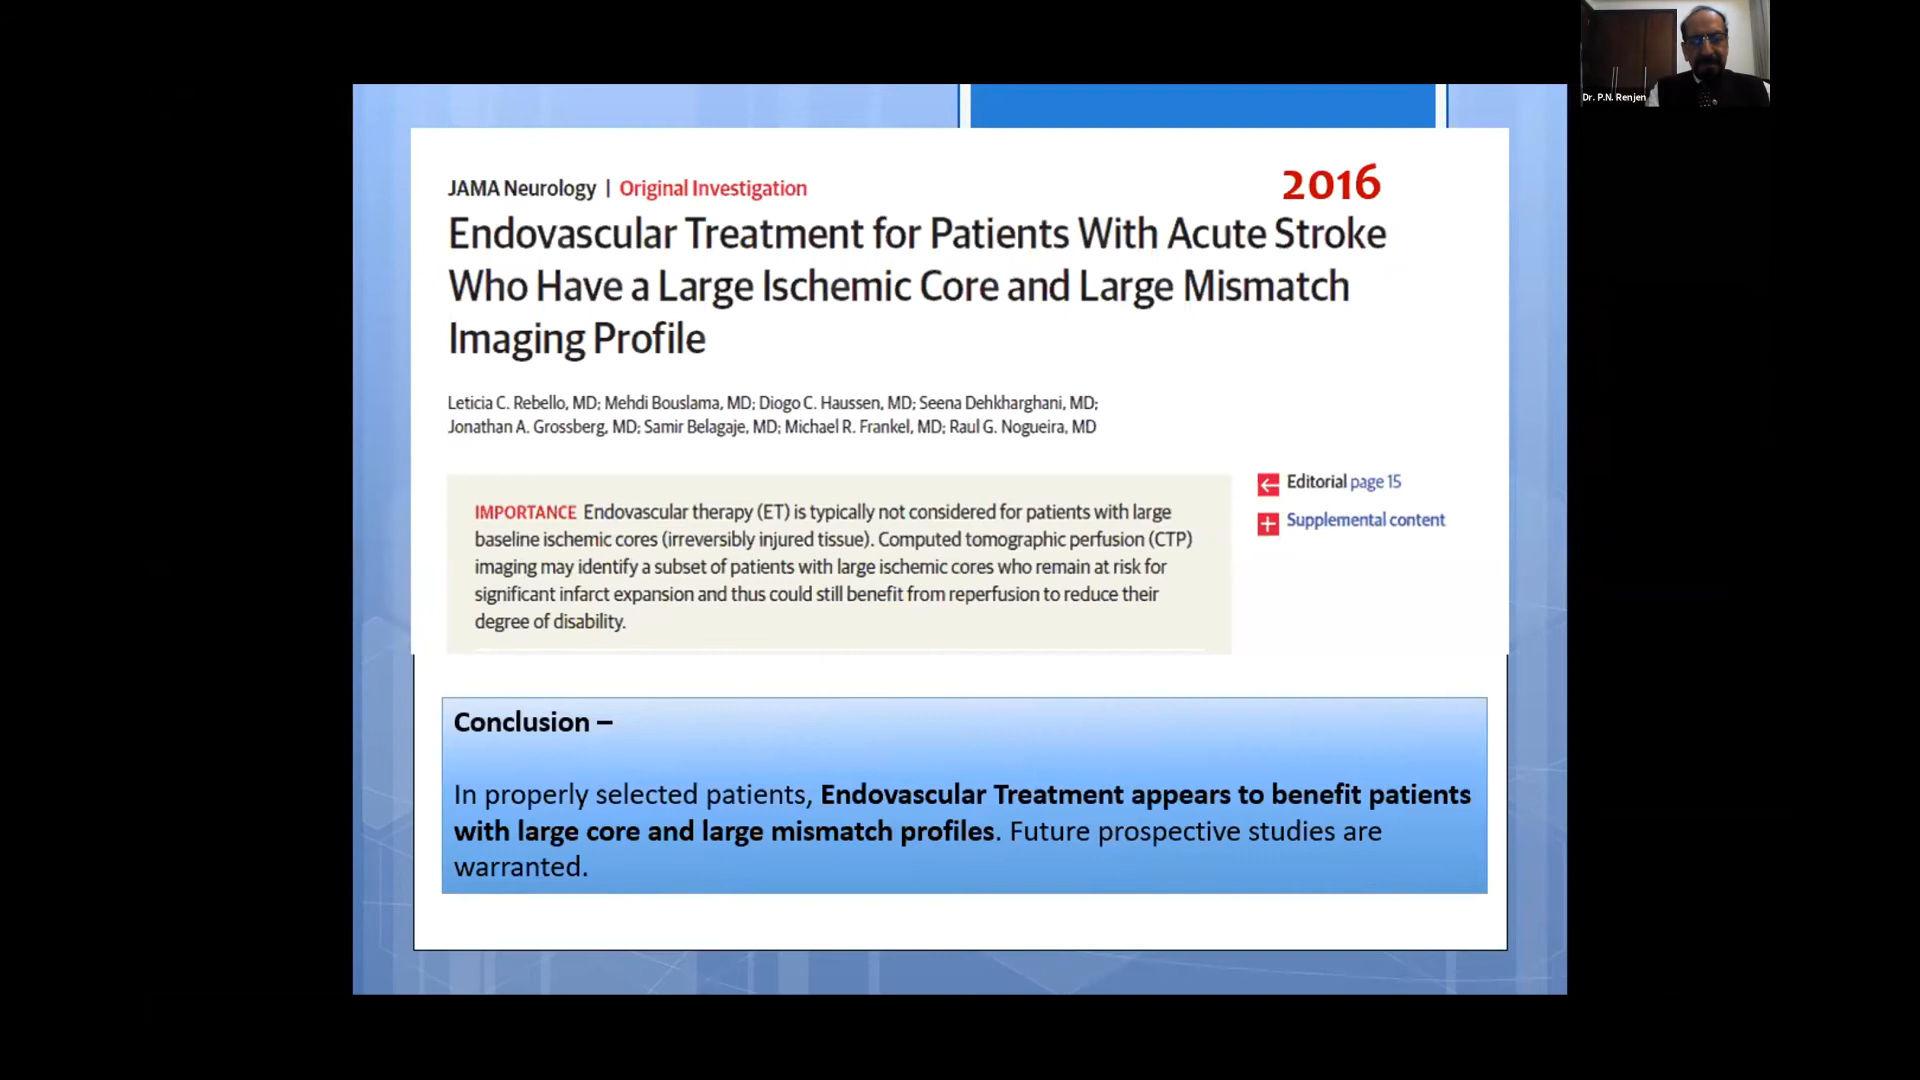 Dr. P.N. Renjen
2016
JAMA Neurology | Original Investigation
Endovascular Treatment for Patients With Acute Stroke
Who Have a Large Ischemic Core and Large Mismatch
Imaging Profile
Leticia C. Rebello, MD; Mehdi Bouslama, MD; Diogo C. Haussen, MD; Seena Dehkharghani, MD;
Jonathan A. Grossberg, MD; Samir Belagaje, MD; Michael R. Frankel, MD; Raul G. Nogueira, MD
IMPORTANCE Endovascular therapy (ET) is typically not considered for patients with large
baseline ischemic cores (irreversibly injured tissue). Computed tomographic perfusion (CTP)
imaging may identify a subset of patients with large ischemic cores who remain at risk for
significant infarct expansion and thus could still benefit from reperfusion to reduce their
degree of disability.
Editorial page 15
Supplemental content
Conclusion –
In properly selected patients, Endovascular Treatment appears to benefit patients
with large core and large mismatch profiles. Future prospective studies are
warranted.